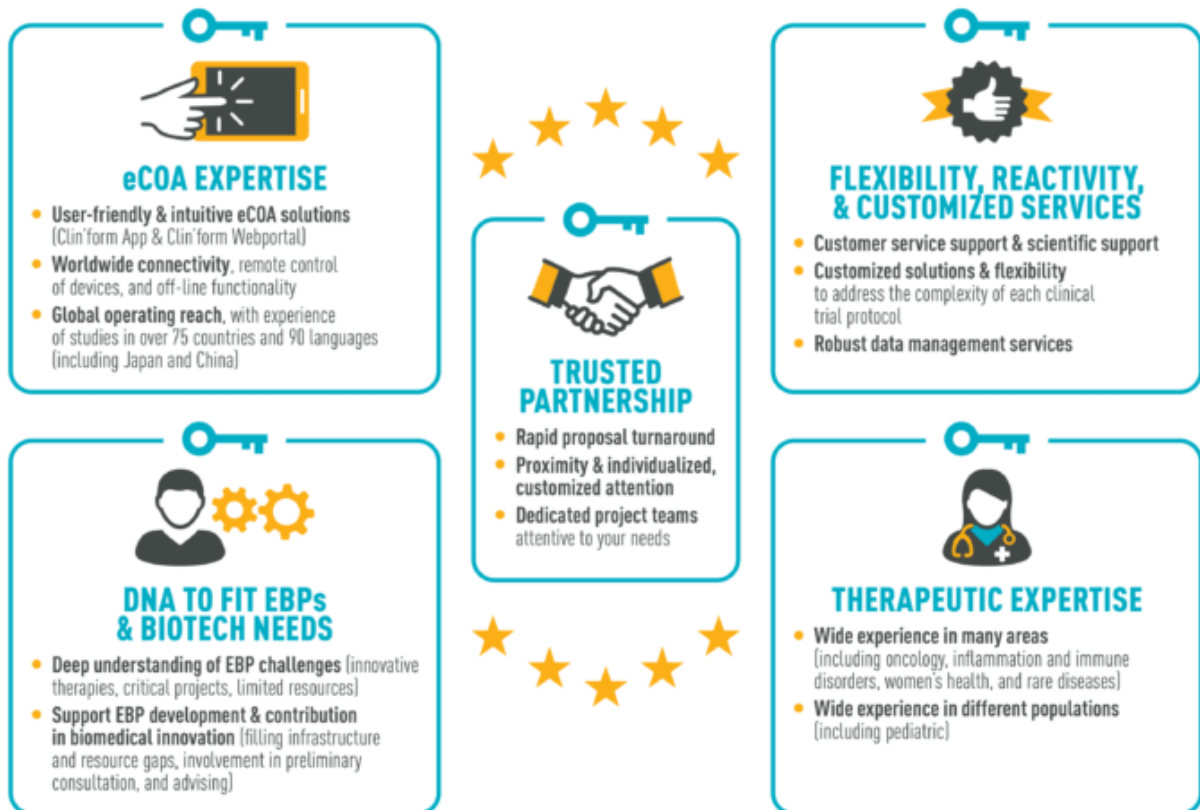 eCOA EXPERTISE
• User-friendly & intuitive eCOA solutions
(Clin'form App & Clin'form Webportal)
• Worldwide connectivity, remote control
of devices, and off-line functionality
• Global operating reach, with experience
of studies in over 75 countries and 90 languages
(including Japan and China)
DNA TO FIT EBPs
& BIOTECH NEEDS
• Deep understanding of EBP challenges (innovative
therapies, critical projects, limited resources)
• Support EBP development & contribution
in biomedical innovation (filling infrastructure
and resource gaps, involvement in preliminary
consultation, and advising)
TRUSTED
PARTNERSHIP
• Rapid proposal turnaround
• Proximity & individualized,
customized attention
• Dedicated project teams
attentive to your needs
FLEXIBILITY, REACTIVITY,
& CUSTOMIZED SERVICES
• Customer service support & scientific support
• Customized solutions & flexibility
to address the complexity of each clinical
trial protocol
• Robust data management services
THERAPEUTIC EXPERTISE
• Wide experience in many areas
(including oncology, inflammation and immune
disorders, women's health, and rare diseases)
• Wide experience in different populations
(including pediatric)